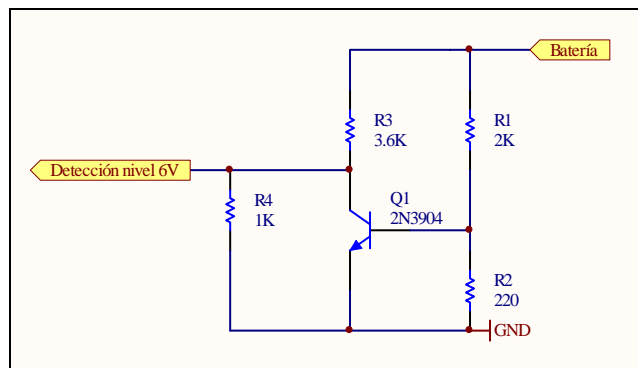 Batería
R3
3.6K
R1
2K
Detección nivel 6V
R4
1K
Q1
2N3904
R2
220
GND